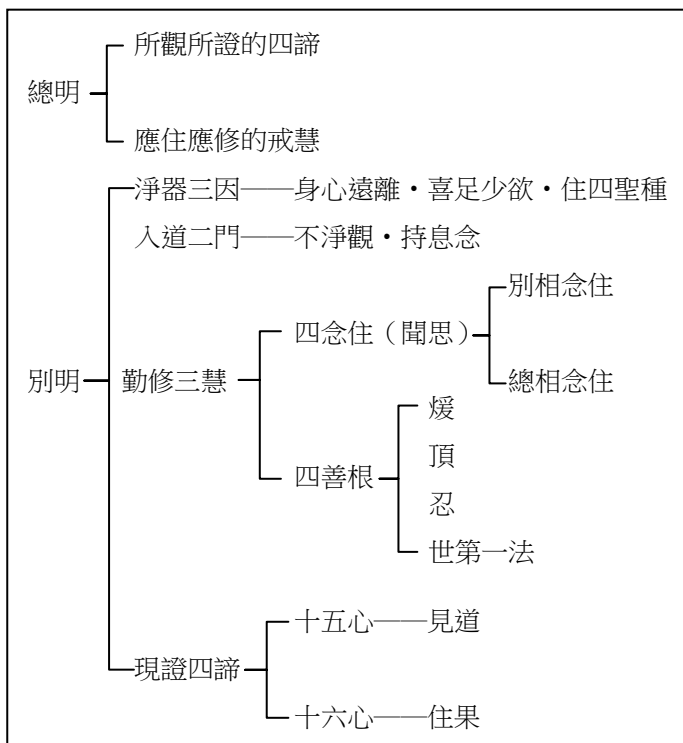 所觀所證的四諦
總明
應住應修的戒慧
淨器三因——身心遠離・喜足少欲・住四聖種
入道二門——不淨觀・持息念
別相念住
四念住（聞思）
別明
勤修三慧
總相念住
煖
頂
四善根
忍
世第一法
十五心——見道
現證四諦
十六心——住果